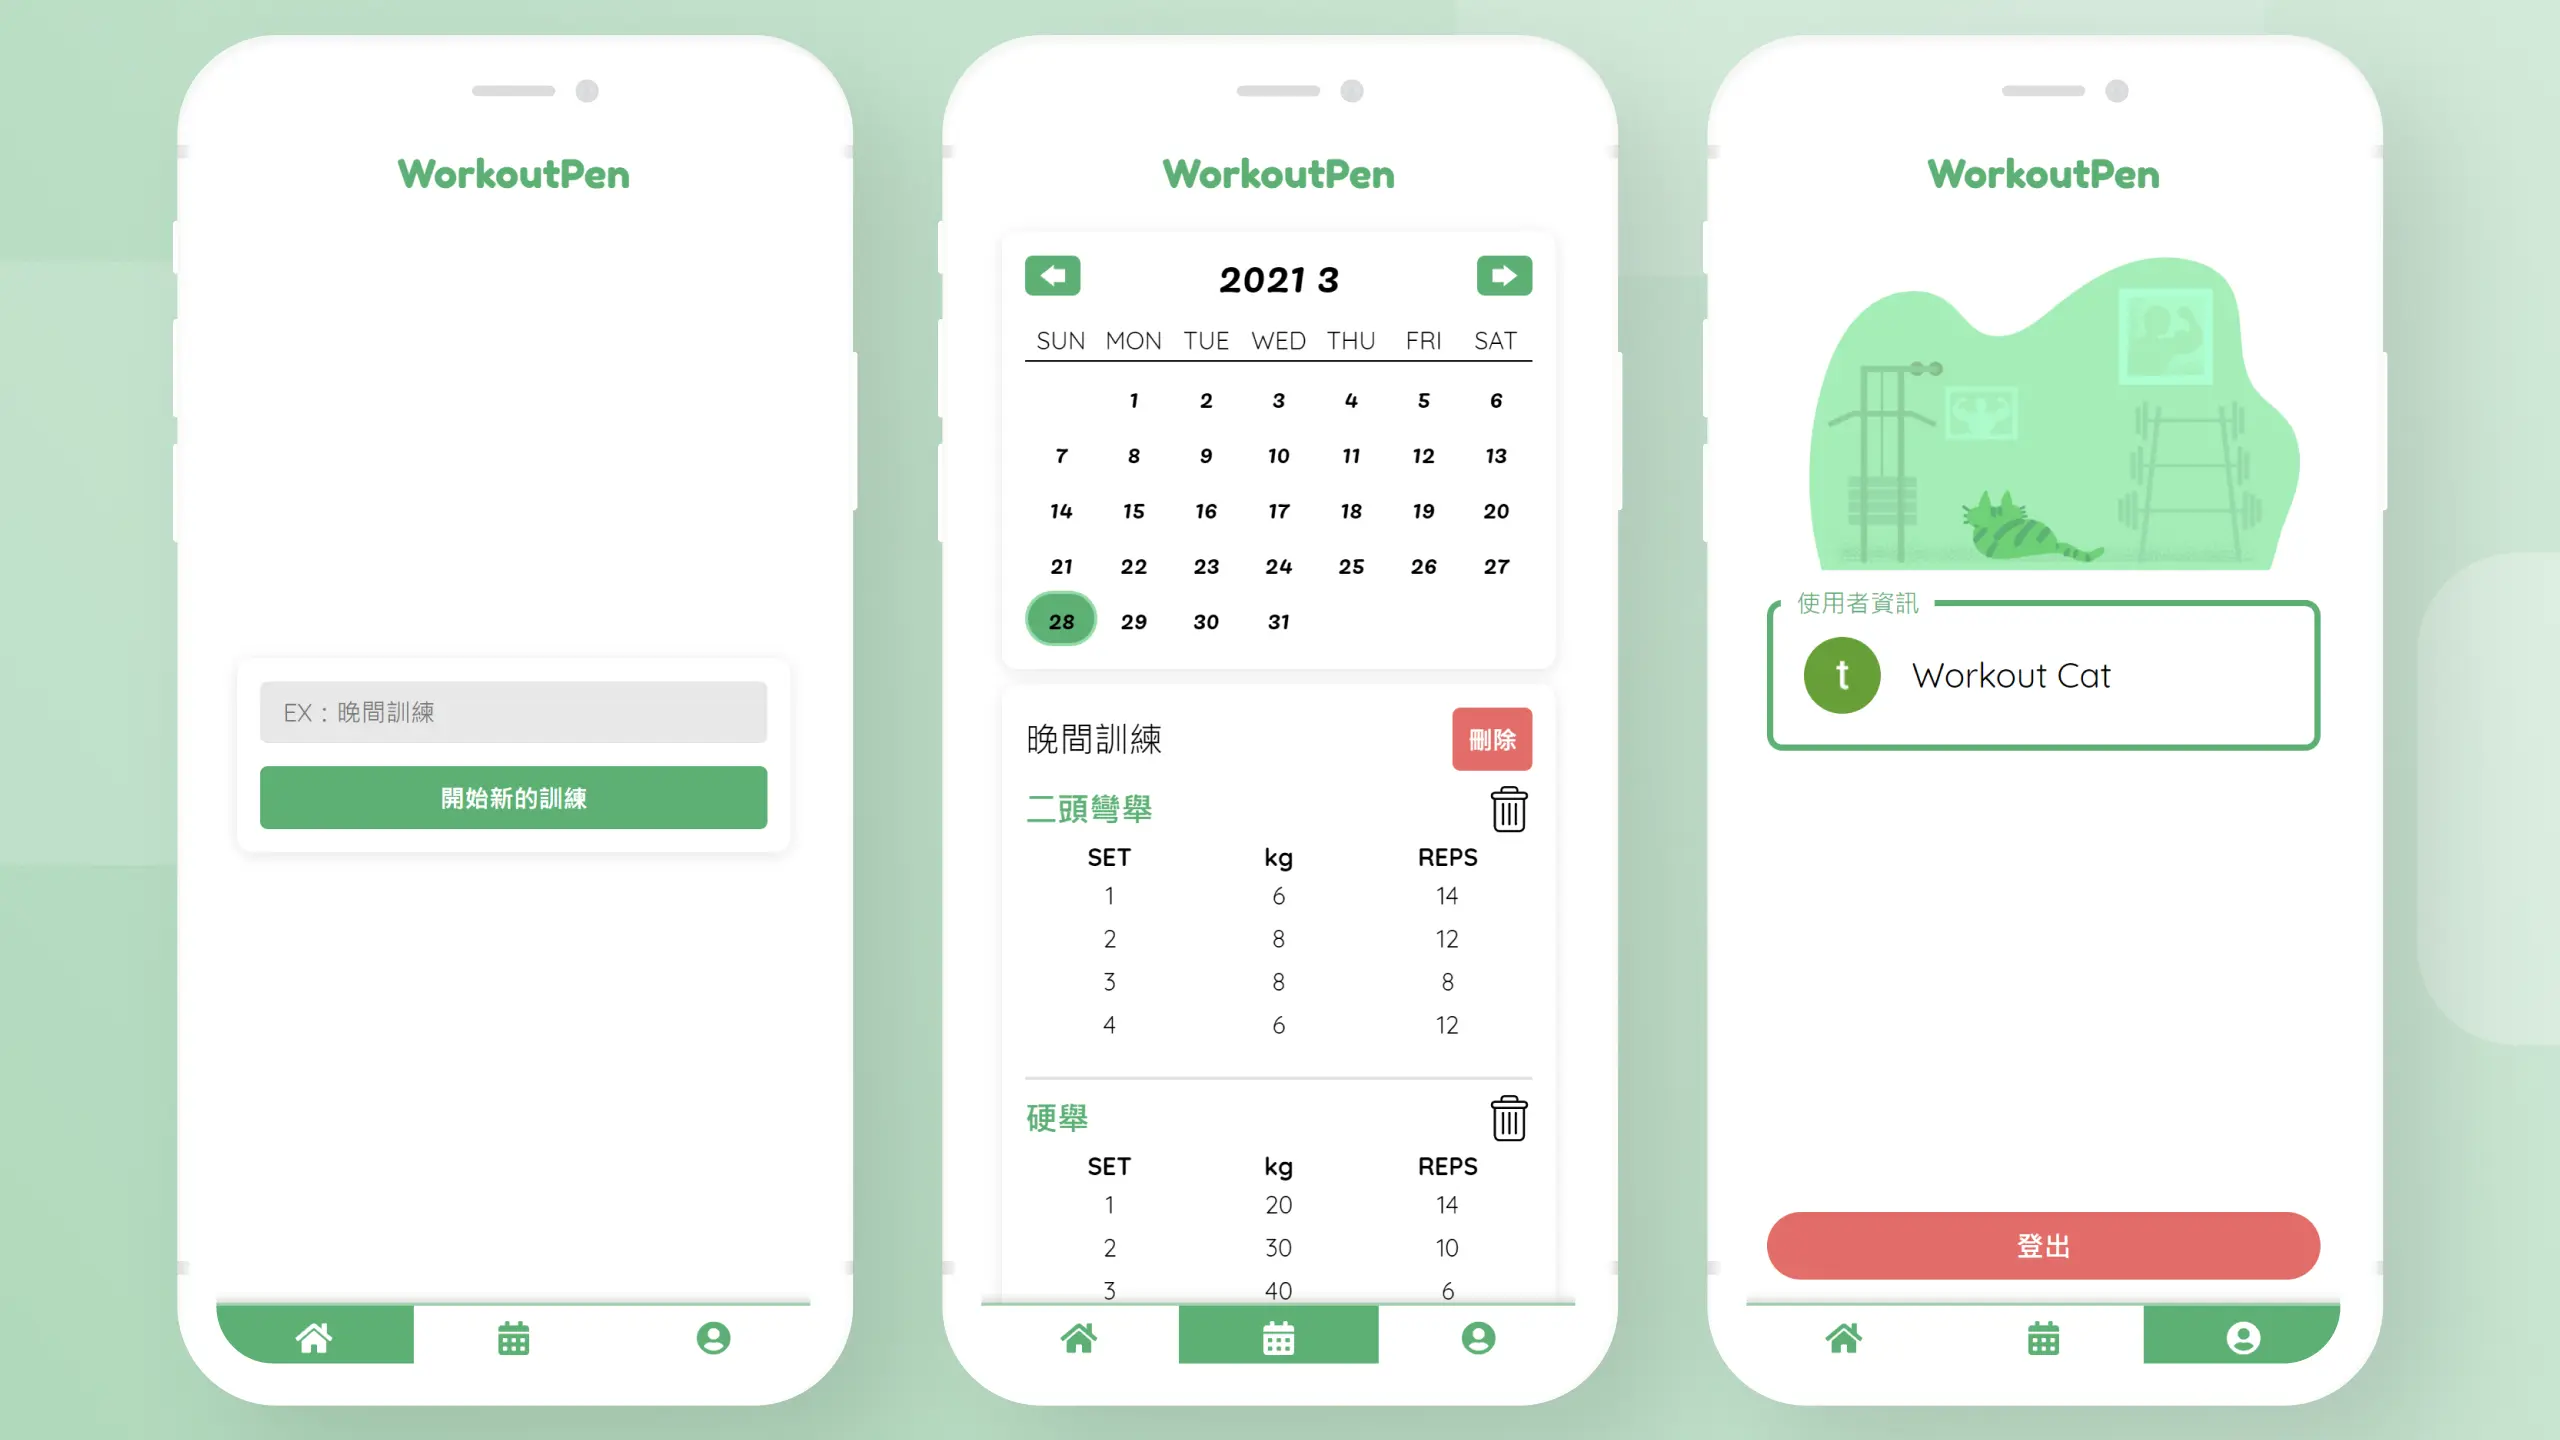 WorkoutPen
EX：晚間訓練
開始新的訓練
WorkoutPen
2021 3
SUN MON TUE WED THU FRI SAT
1 2 3 4 5 6
7 8 9 10 11 12 13
14 15 16 17 18 19 20
21 22 23 24 25 26 27
28 29 30 31
晚間訓練 刪除
二頭彎舉
SET kg REPS
1 6 14
2 8 12
3 8 8
4 6 12
硬舉
SET kg REPS
1 20 14
2 30 10
3 40 6
WorkoutPen
使用者資訊
t Workout Cat
登出